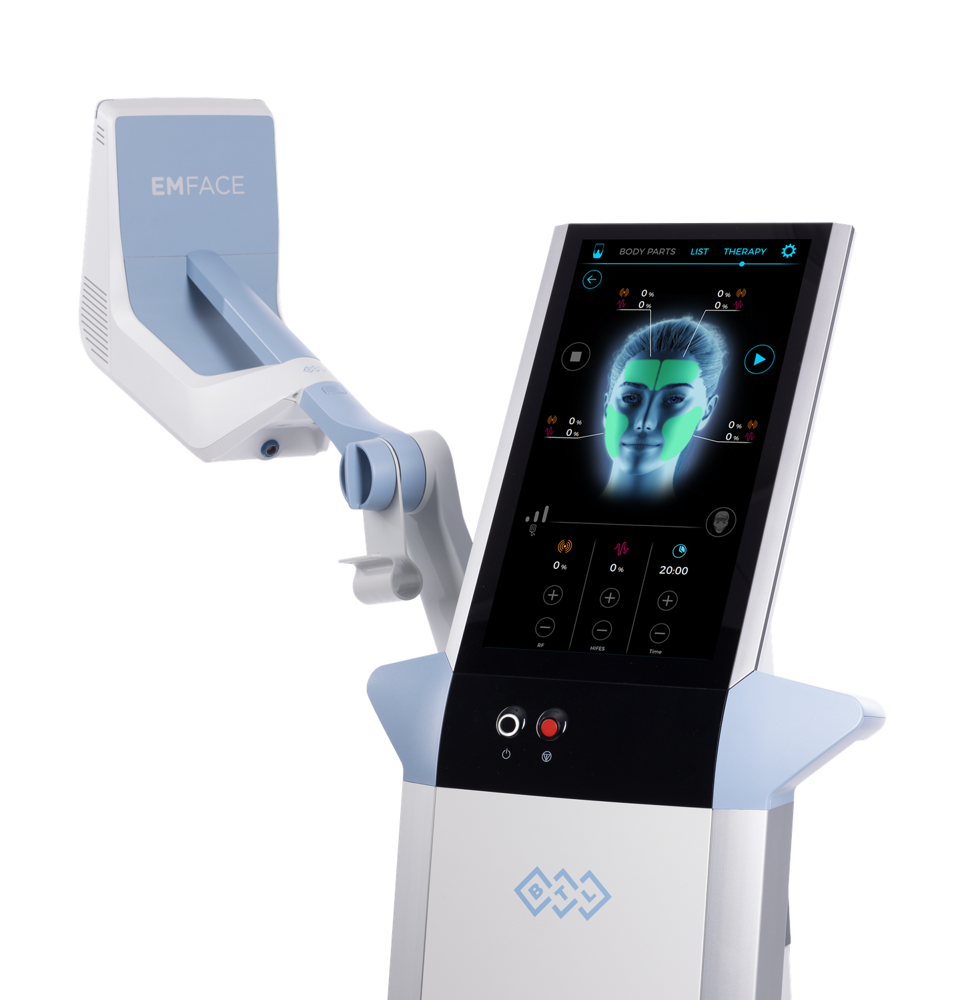 EMFACE
BTL
BODY PARTS LIST THERAPY
0 % 0 %
0 % 0 %
0 % 0 %
0 % 0 %
0 % 0 % 20:00
RF HIFES Time
BTL